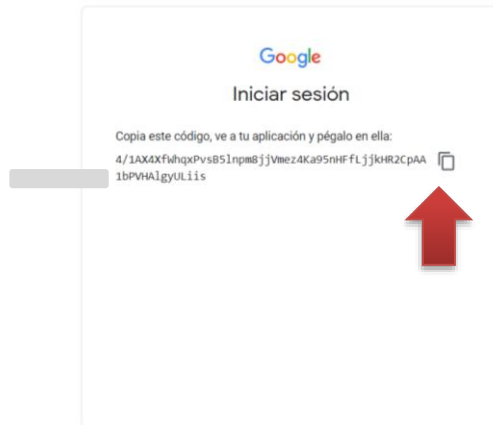 Google
Iniciar sesión
Copia este código, ve a tu aplicación y pégalo en ella:
4/1AX4XfWhqxPvsB5lnpm8jjVmez4Ka95nHFfLjjkHR2CpAA
1bPVHAlgyULiis